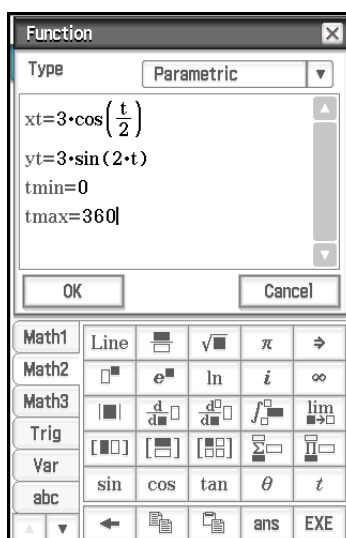 Function
Type Parametric ▼
xt=3·cos(t/2)
yt=3·sin(2·t)
tmin=0
tmax=360
OK Cancel
Math1 Line √■ π ⇒
Math2 □■ e■ ln i ∞
Math3 |■| d/d■□ d□/d■□ ∫□■ lim■→□
Trig [■□] [■] [■□] Σ□ Π□
Var sin cos tan θ t
abc
▲ ▼ ← ans EXE